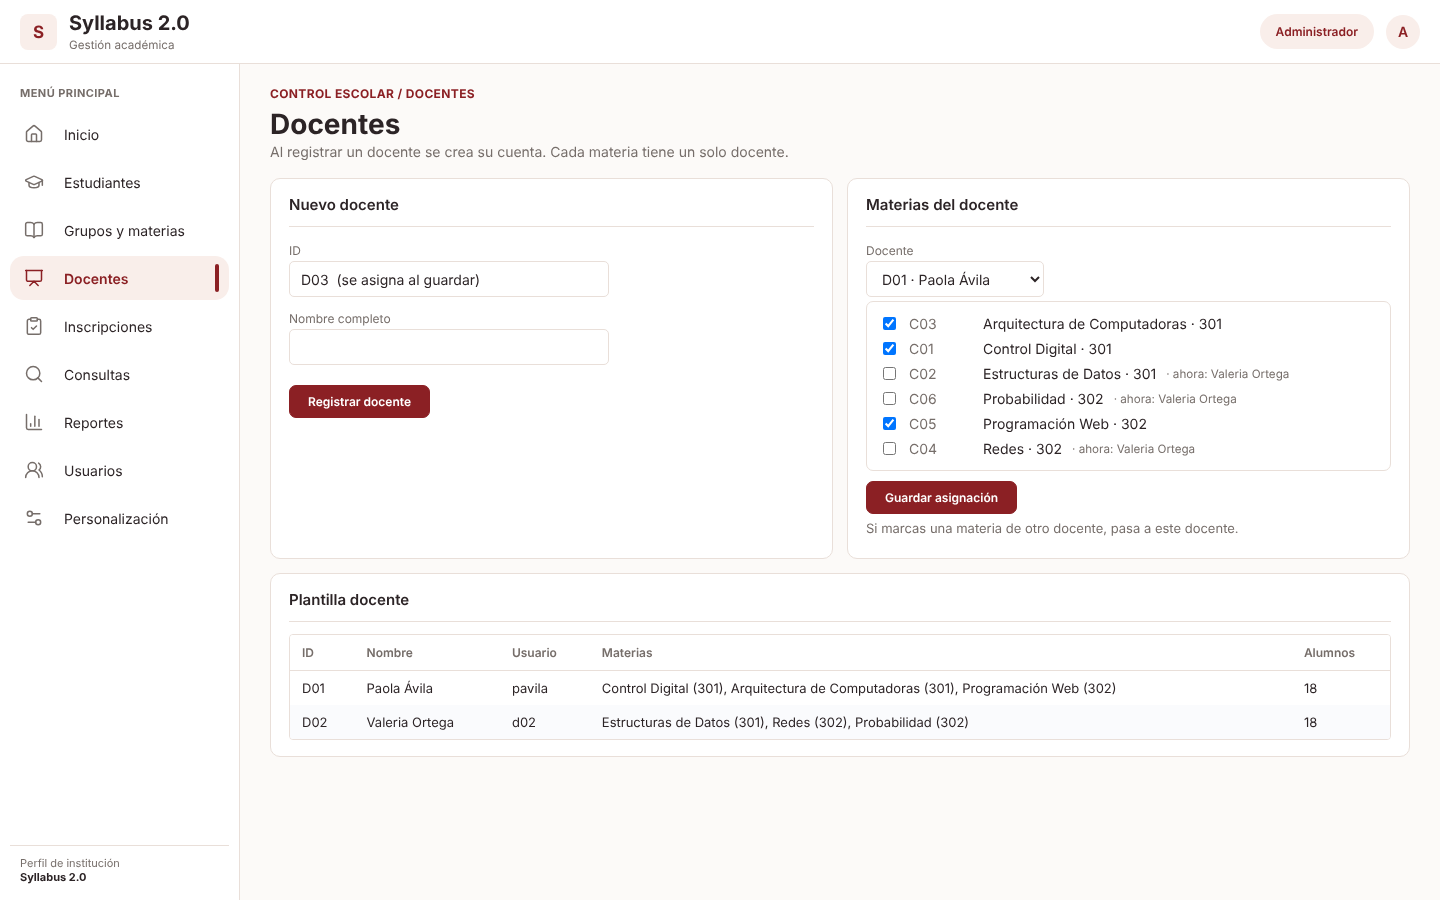 S
Syllabus 2.0
Gestión académica
Administrador
A
MENÚ PRINCIPAL
Inicio
Estudiantes
Grupos y materias
Docentes
Inscripciones
Consultas
Reportes
Usuarios
Personalización
Perfil de institución
Syllabus 2.0
CONTROL ESCOLAR / DOCENTES
Docentes
Al registrar un docente se crea su cuenta. Cada materia tiene un solo docente.
Nuevo docente
ID
D03 (se asigna al guardar)
Nombre completo
Registrar docente
Materias del docente
Docente
D01 · Paola Ávila
C03 Arquitectura de Computadoras · 301
C01 Control Digital · 301
C02 Estructuras de Datos · 301 · ahora: Valeria Ortega
C06 Probabilidad · 302 · ahora: Valeria Ortega
C05 Programación Web · 302
C04 Redes · 302 · ahora: Valeria Ortega
Guardar asignación
Si marcas una materia de otro docente, pasa a este docente.
Plantilla docente
ID Nombre Usuario Materias Alumnos
D01 Paola Ávila pavila Control Digital (301), Arquitectura de Computadoras (301), Programación Web (302) 18
D02 Valeria Ortega d02 Estructuras de Datos (301), Redes (302), Probabilidad (302) 18